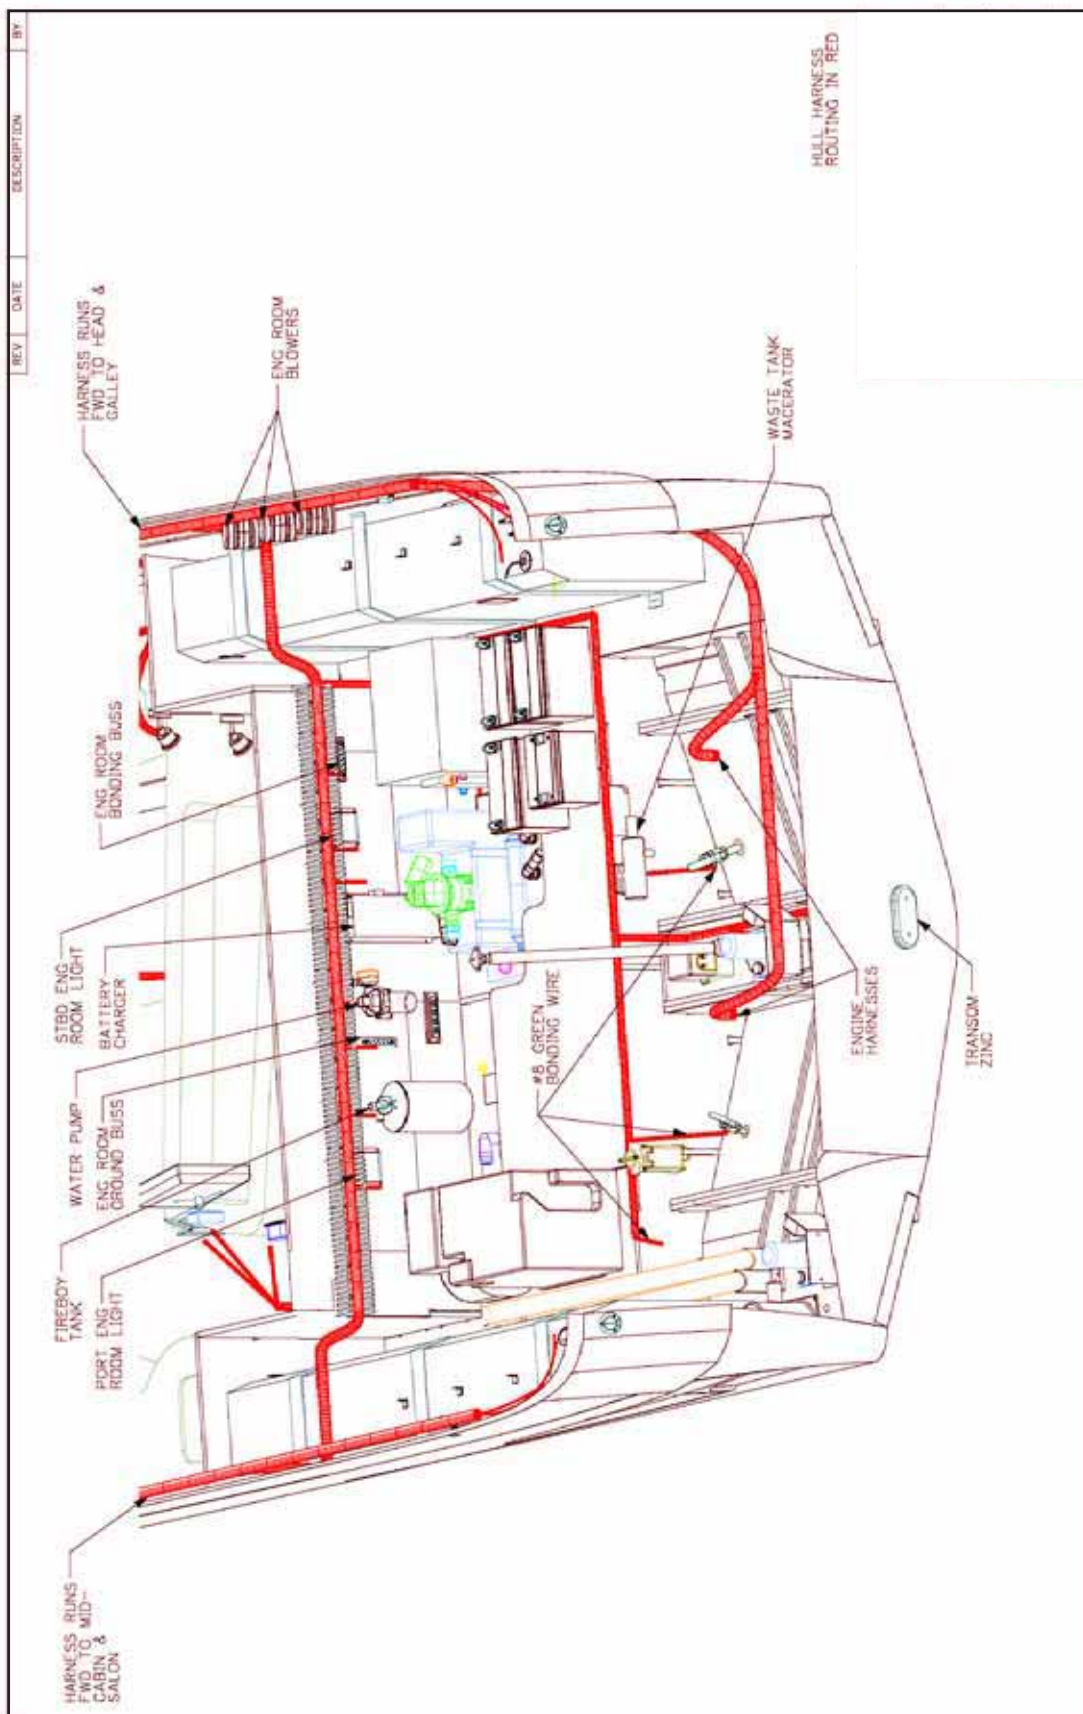 REV DATE DESCRIPTION BY
HARNESS RUNS
FWD TO MID-
CABIN &
SALON
FIREBOY
TANK
PORT ENG
ROOM LIGHT
WATER PUMP
ENG ROOM
GROUND BUSS
STBD ENG
ROOM LIGHT
BATTERY
CHARGER
ENG ROOM
BONDING BUSS
HARNESS RUNS
FWD TO HEAD &
GALLEY
ENG ROOM
BLOWERS
#8 GREEN
BONDING WIRE
WASTE TANK
MACERATOR
ENGINE
HARNESSES
TRANSOM
ZINC
HULL HARNESS
ROUTING IN RED